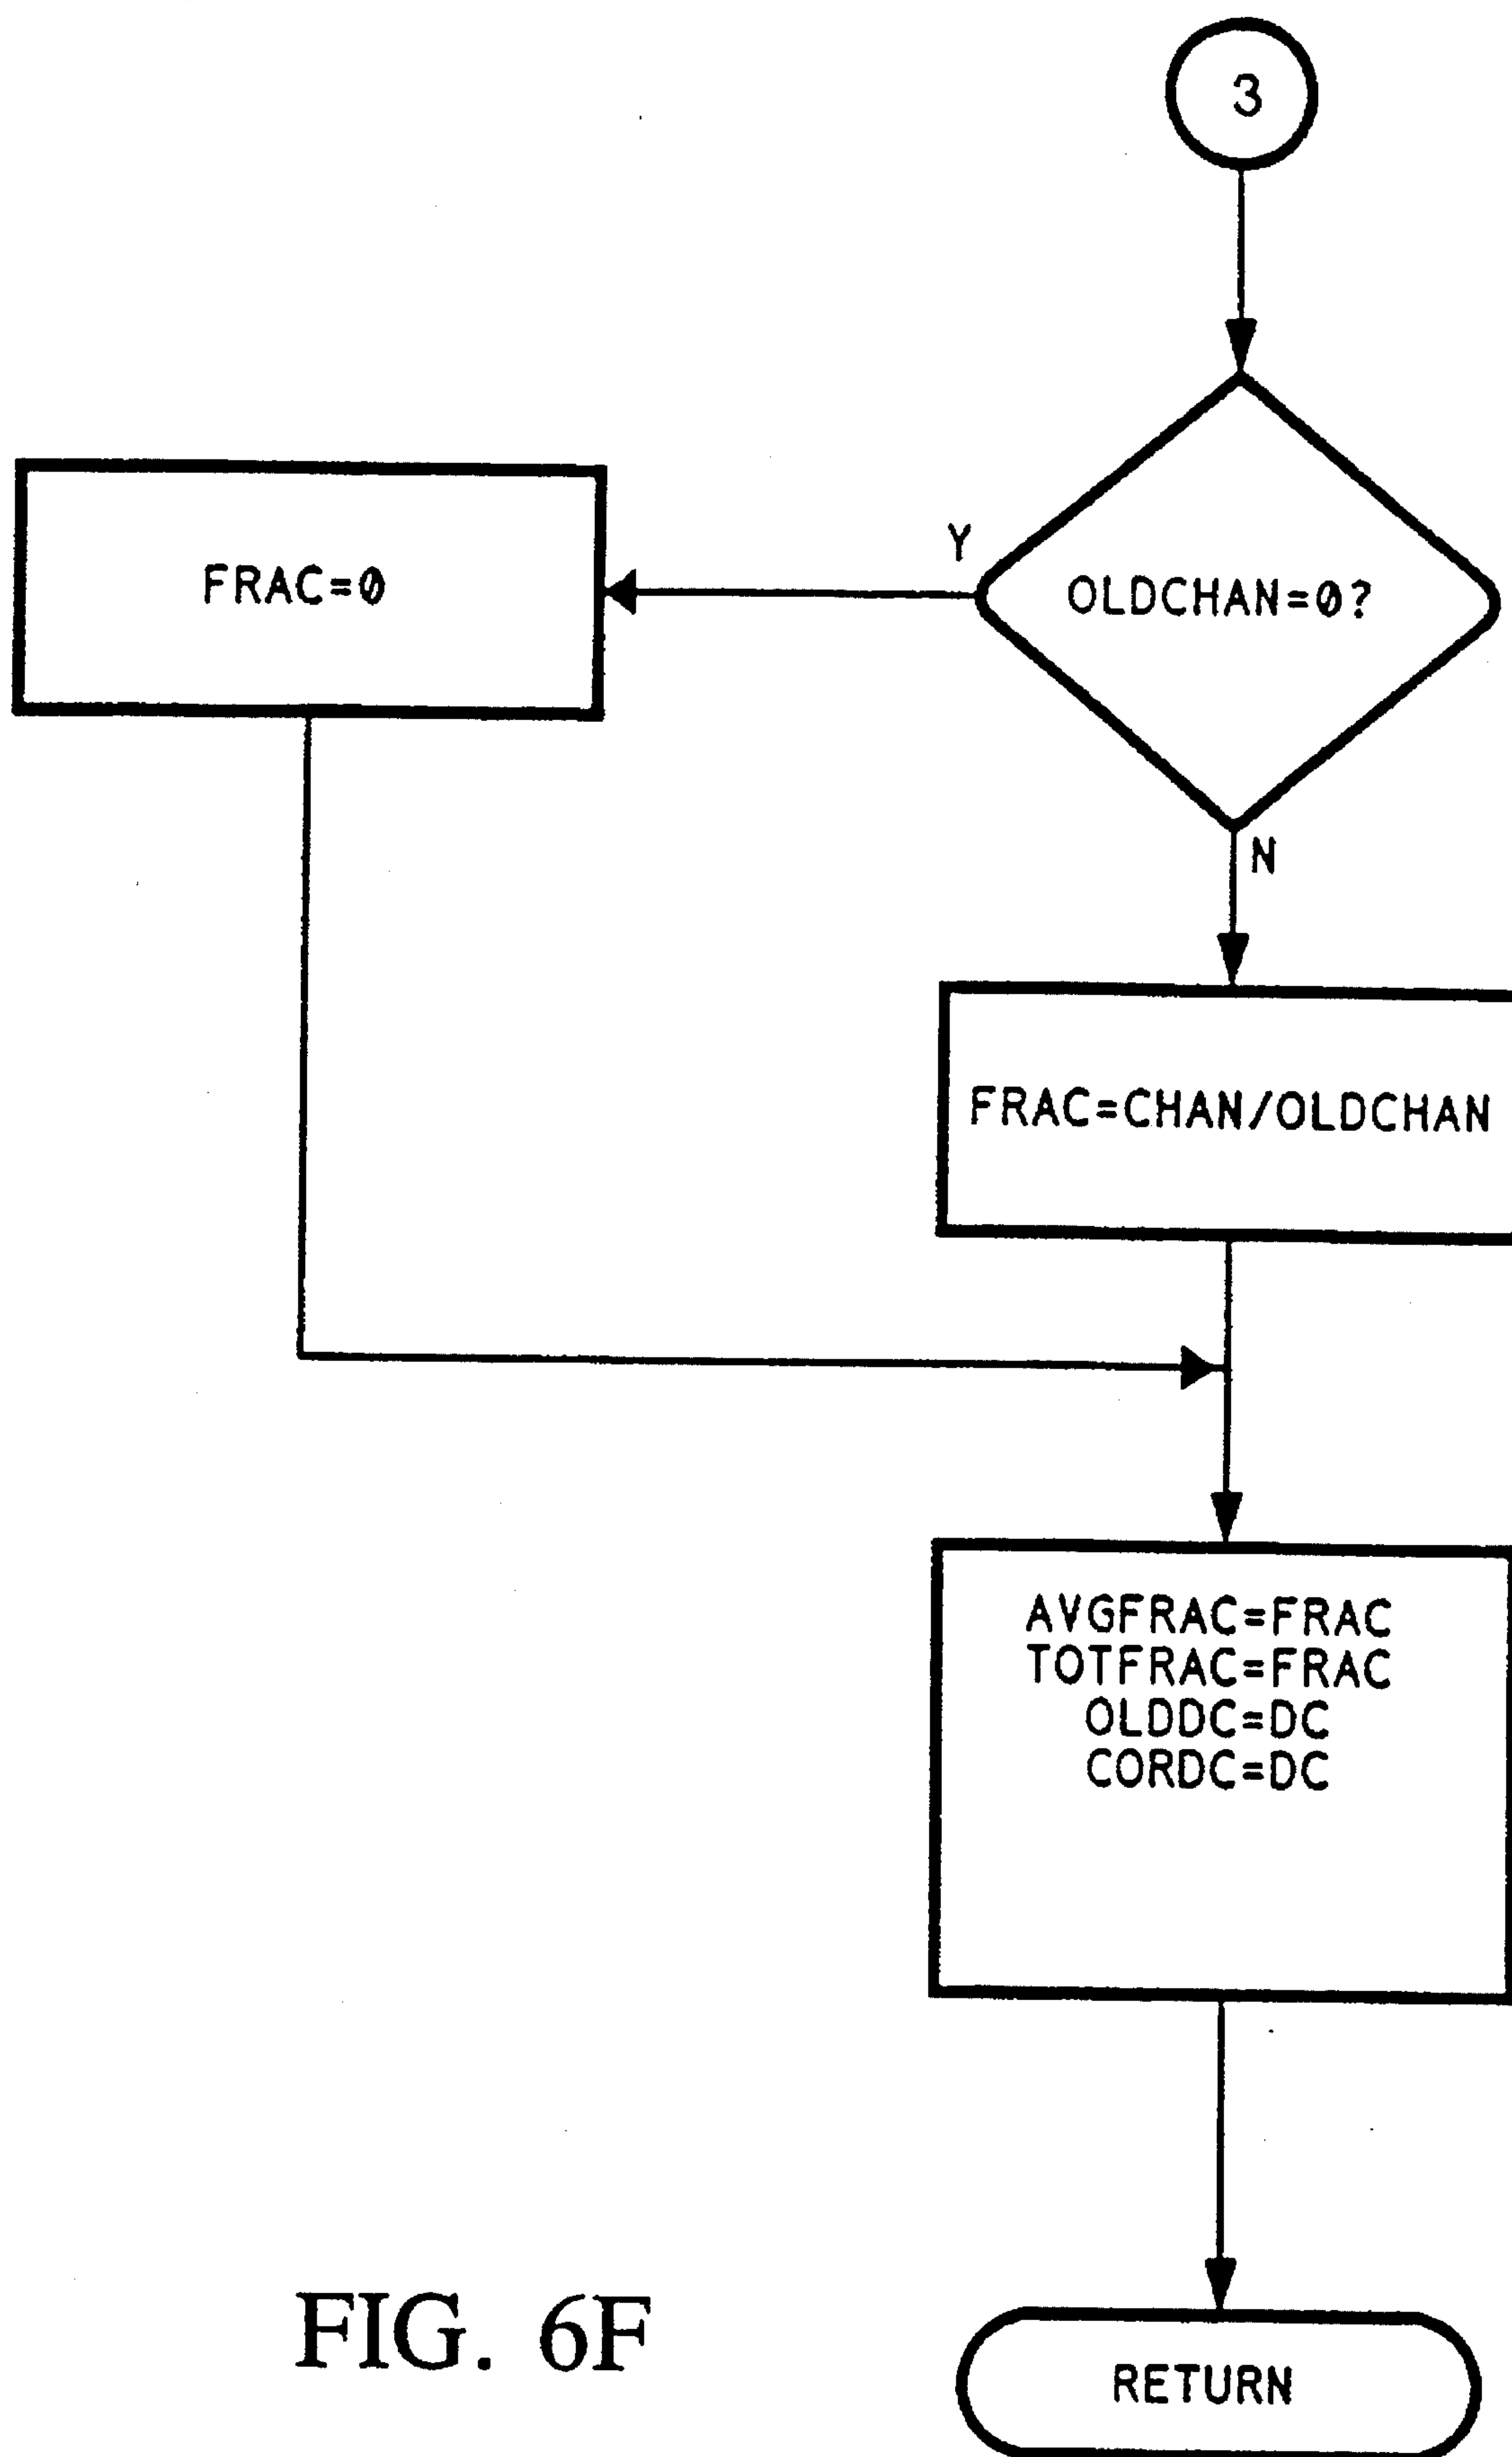 3
Y
OLDCHAN=0?
FRAC=0
N
FRAC=CHAN/OLDCHAN
AVGFRAC=FRAC
TOTFRAC=FRAC
OLDDC=DC
CORDC=DC
RETURN
FIG. 6F